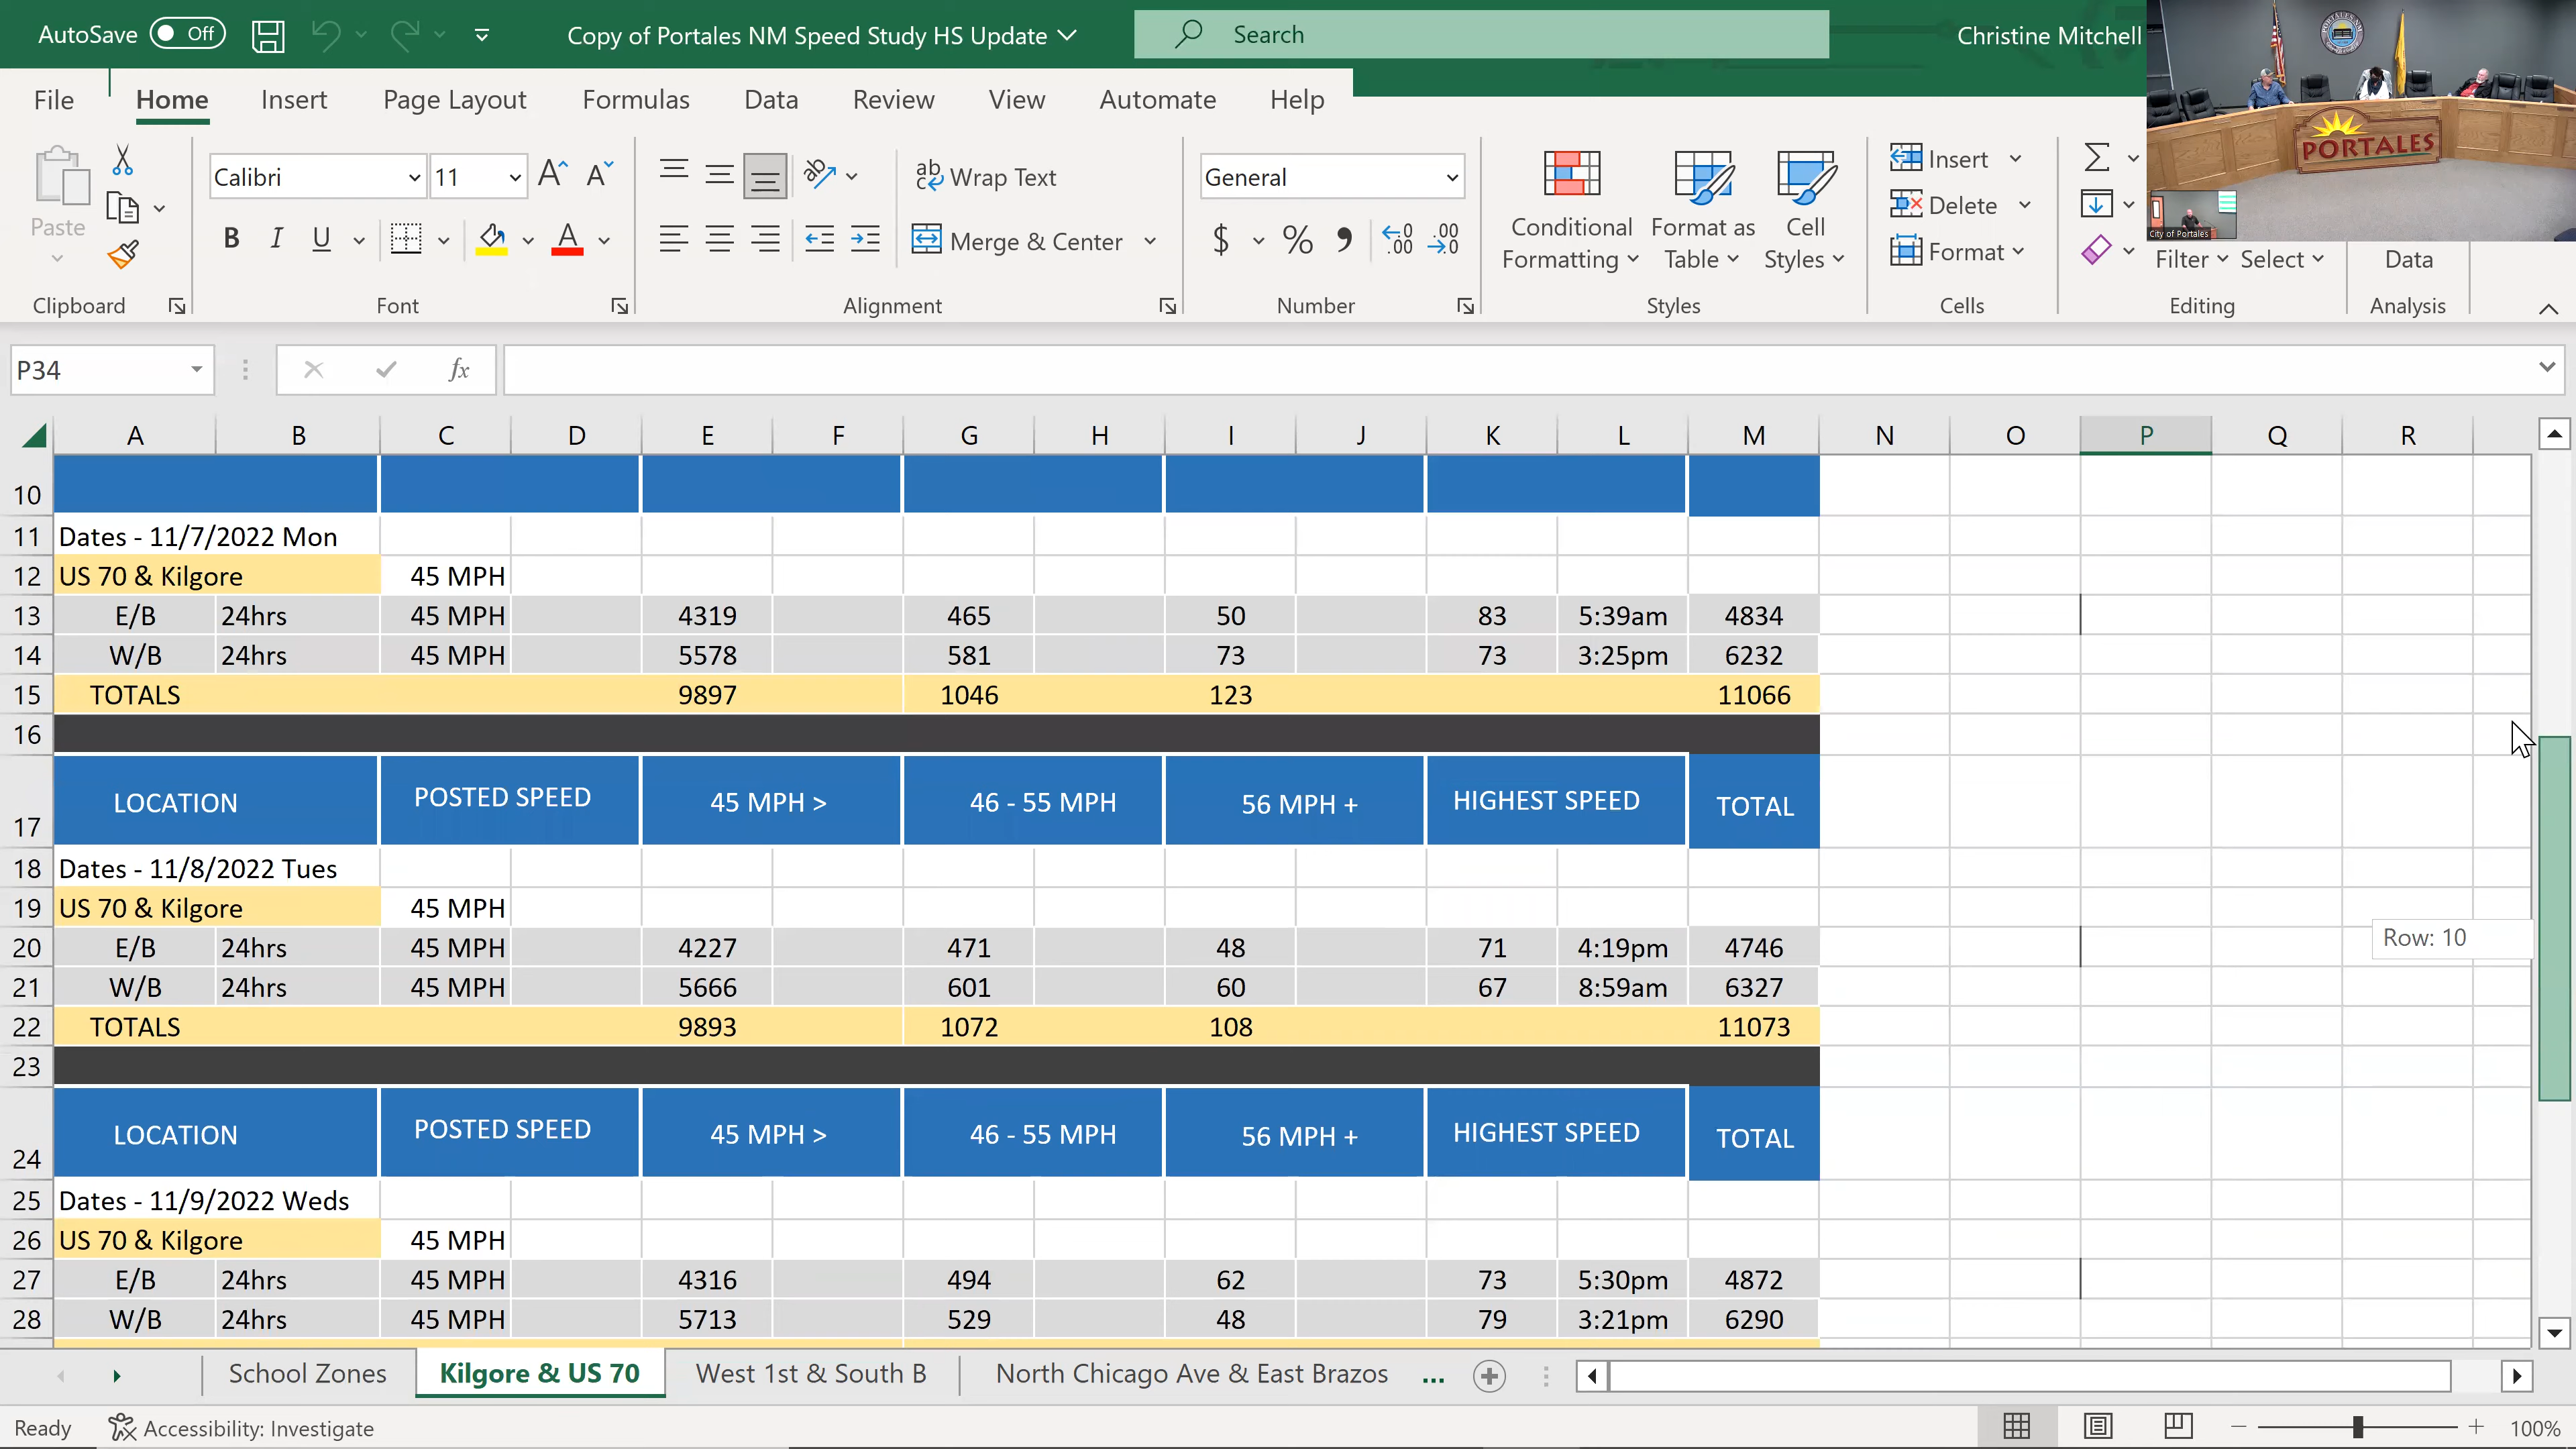 AutoSave Off Copy of Portales NM Speed Study HS Update Search Christine Mitchell
File Home Insert Page Layout Formulas Data Review View Automate Help
PORTALES
City of Portales
Paste Calibri 11 A A ab Wrap Text General Conditional Formatting Format as Table Cell Styles Insert
Delete
B I U A Merge & Center $ % 9 .00 .00 Format Filter Select Data
Clipboard Font Alignment Number Styles Cells Editing Analysis
P34 fx
A B C D E F G H I J K L M N O P Q R
10
11 Dates - 11/7/2022 Mon
12 US 70 & Kilgore 45 MPH
13 E/B 24hrs 45 MPH 4319 465 50 83 5:39am 4834
14 W/B 24hrs 45 MPH 5578 581 73 73 3:25pm 6232
15 TOTALS 9897 1046 123 11066
16
17 LOCATION POSTED SPEED 45 MPH > 46 - 55 MPH 56 MPH + HIGHEST SPEED TOTAL
18 Dates - 11/8/2022 Tues
19 US 70 & Kilgore 45 MPH
Row: 10
20 E/B 24hrs 45 MPH 4227 471 48 71 4:19pm 4746
21 W/B 24hrs 45 MPH 5666 601 60 67 8:59am 6327
22 TOTALS 9893 1072 108 11073
23
24 LOCATION POSTED SPEED 45 MPH > 46 - 55 MPH 56 MPH + HIGHEST SPEED TOTAL
25 Dates - 11/9/2022 Weds
26 US 70 & Kilgore 45 MPH
27 E/B 24hrs 45 MPH 4316 494 62 73 5:30pm 4872
28 W/B 24hrs 45 MPH 5713 529 48 79 3:21pm 6290
School Zones Kilgore & US 70 West 1st & South B North Chicago Ave & East Brazos ...
Ready Accessibility: Investigate 100%